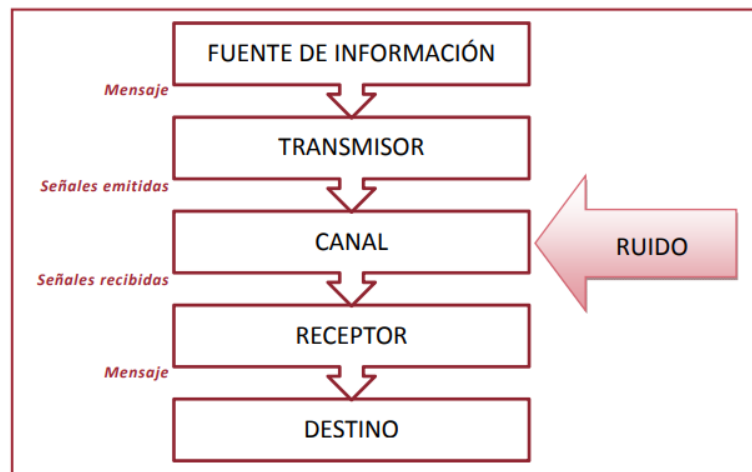 FUENTE DE INFORMACIÓN
Mensaje
TRANSMISOR
Señales emitidas
CANAL
RUIDO
Señales recibidas
RECEPTOR
Mensaje
DESTINO